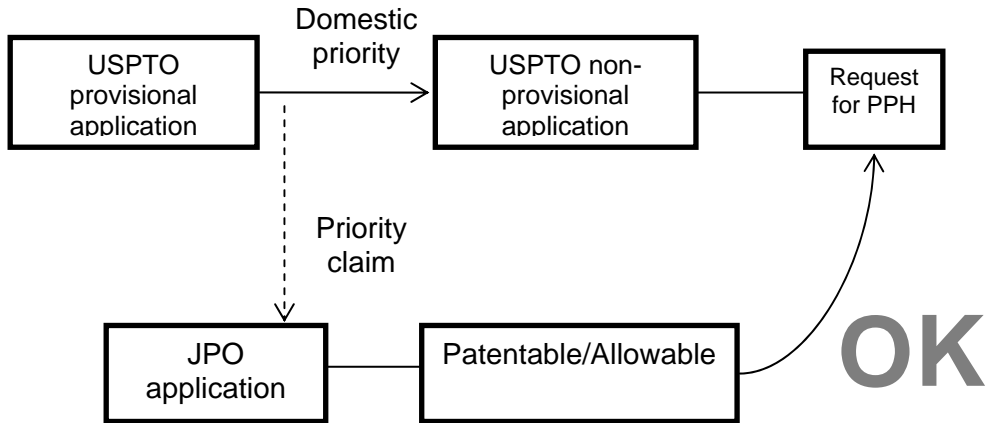 Domestic
priority
USPTO
provisional
application
USPTO non-
provisional
application
Request
for PPH
Priority
claim
JPO
application
Patentable/Allowable
OK